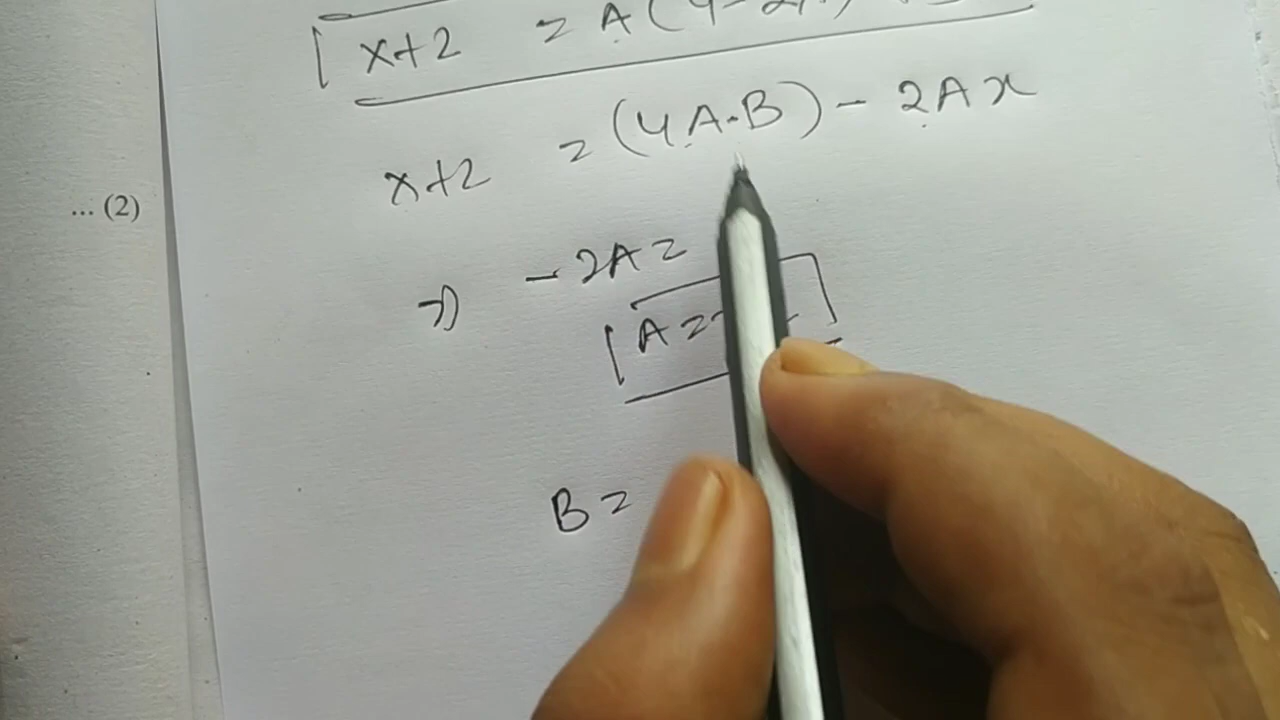 x+2 = A(4-2x)
... (2)
x+2 = (4A+B) - 2Ax
⇒ -2A =
A =
B =